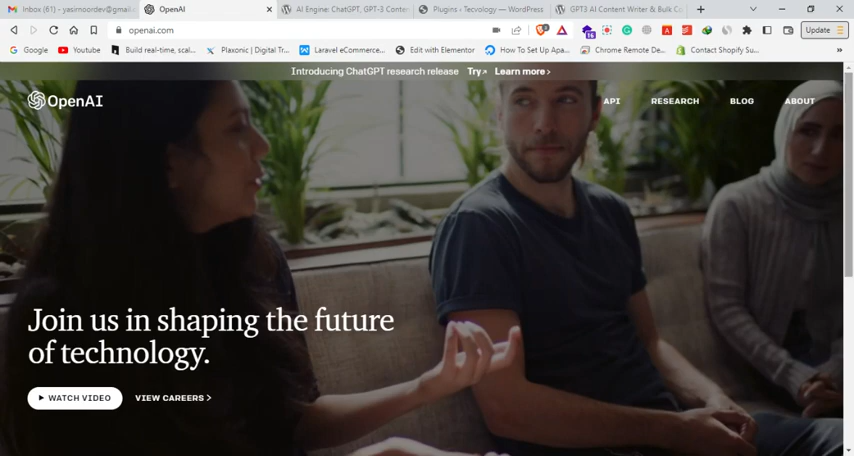 Inbox (61) - yasirnoordev@gmail.c
OpenAI
AI Engine: ChatGPT, GPT-3 Conten
Plugins ‹ Tecvology — WordPress
GPT3 AI Content Writer & Bulk Co
openai.com
16
Update
Google
Youtube
Build real-time, scal...
Plaxonic | Digital Tr...
Laravel eCommerce...
Edit with Elementor
How To Set Up Apa...
Chrome Remote De...
Contact Shopify Su...
Introducing ChatGPT research release Try↗ Learn more ›
OpenAI
API
RESEARCH
BLOG
ABOUT
Join us in shaping the future
of technology.
WATCH VIDEO
VIEW CAREERS